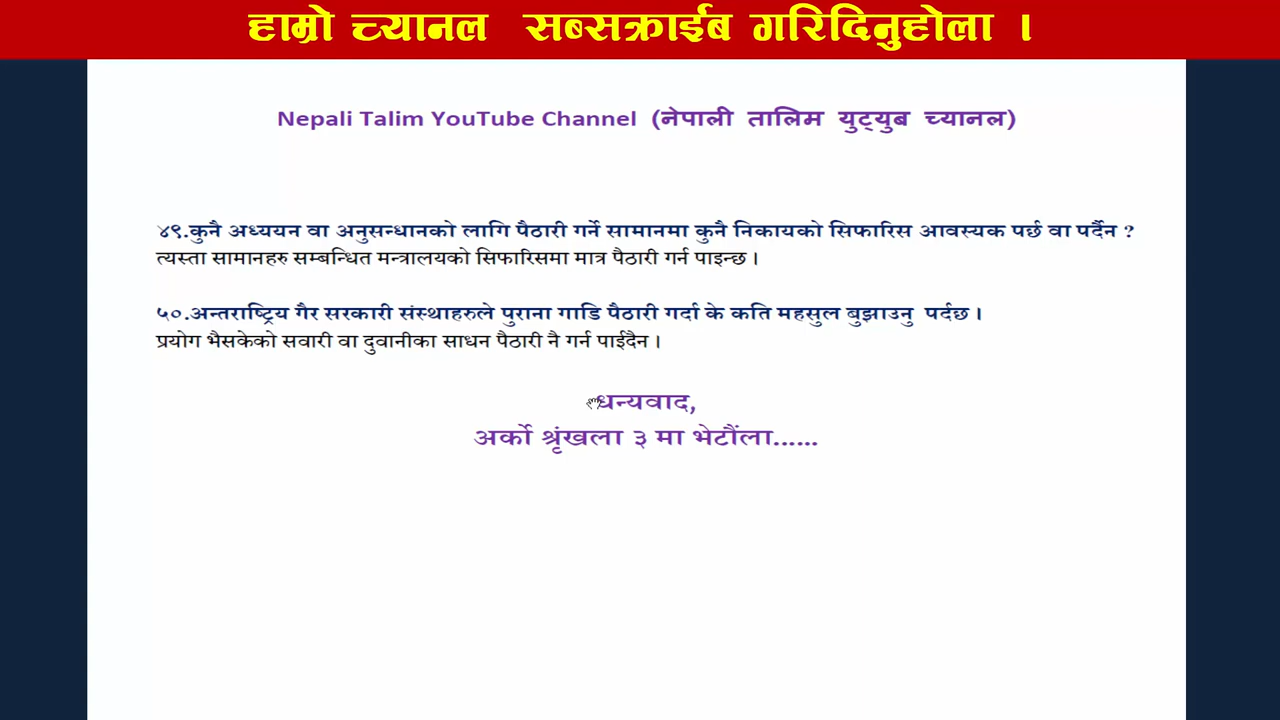 हाम्रो च्यानल सब्सक्राईब गरिदिनुहोला ।
Nepali Talim YouTube Channel (नेपाली तालिम युट्युब च्यानल)
४९.कुनै अध्ययन वा अनुसन्धानको लागि पैठारी गर्ने सामानमा कुनै निकायको सिफारिस आवस्यक पर्छ वा पर्दैन ?
त्यस्ता सामानहरु सम्बन्धित मन्त्रालयको सिफारिसमा मात्र पैठारी गर्न पाइन्छ ।
५०.अन्तराष्ट्रिय गैर सरकारी संस्थाहरुले पुराना गाडि पैठारी गर्दा के कति महसुल बुझाउनु पर्दछ ।
प्रयोग भैसकेको सवारी वा दुवानीका साधन पैठारी नै गर्न पाईदैन ।
धन्यवाद,
अर्को श्रृंखला ३ मा भेटौंला......